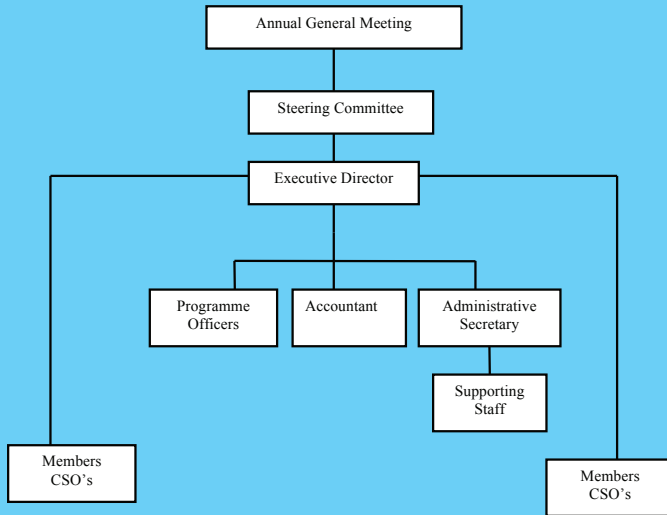 Annual General Meeting
Steering Committee
Executive Director
Programme
Officers
Accountant
Administrative
Secretary
Supporting
Staff
Members
CSO's
Members
CSO's